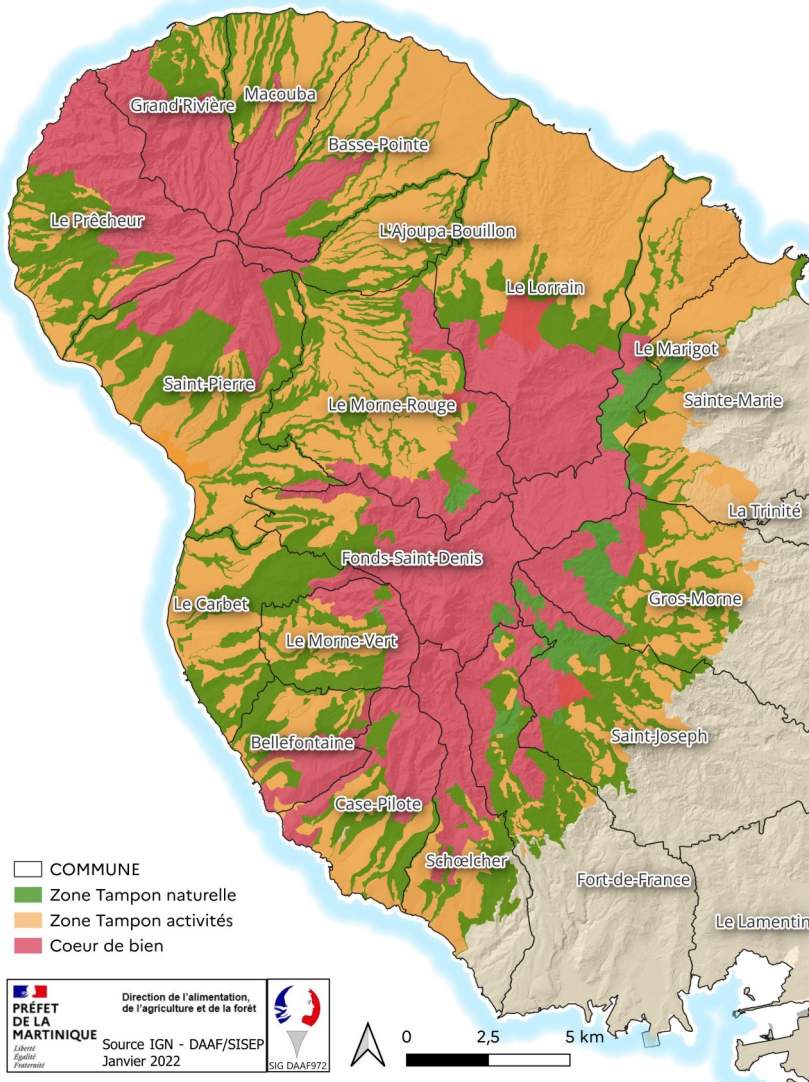 Grand'Rivière
Macouba
Basse-Pointe
Le Prêcheur
L'Ajoupa-Bouillon
Le Lorrain
Le Marigot
Saint-Pierre
Le Morne-Rouge
Sainte-Marie
La Trinité
Fonds-Saint-Denis
Le Carbet
Gros-Morne
Le Morne-Vert
Bellefontaine
Saint-Joseph
Case-Pilote
Schœlcher
Fort-de-France
Le Lamentin
COMMUNE
Zone Tampon naturelle
Zone Tampon activités
Coeur de bien
PRÉFET
DE LA
MARTINIQUE
Liberté
Égalité
Fraternité
Direction de l'alimentation,
de l'agriculture et de la forêt
Source IGN - DAAF/SISEP
Janvier 2022
SIG DAAF972
0 2,5 5 km